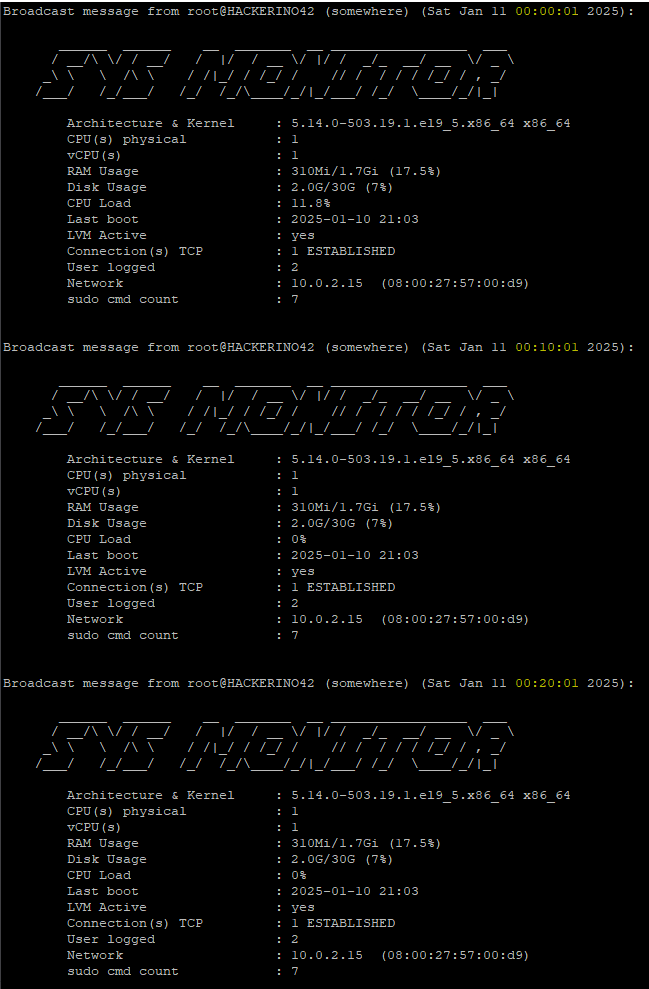 Broadcast message from root@HACKERINO42 (somewhere) (Sat Jan 11 00:00:01 2025):
SYS MONITOR
Architecture & Kernel : 5.14.0-503.19.1.el9_5.x86_64 x86_64
CPU(s) physical : 1
vCPU(s) : 1
RAM Usage : 310Mi/1.7Gi (17.5%)
Disk Usage : 2.0G/30G (7%)
CPU Load : 11.8%
Last boot : 2025-01-10 21:03
LVM Active : yes
Connection(s) TCP : 1 ESTABLISHED
User logged : 2
Network : 10.0.2.15 (08:00:27:57:00:d9)
sudo cmd count : 7
Broadcast message from root@HACKERINO42 (somewhere) (Sat Jan 11 00:10:01 2025):
SYS MONITOR
Architecture & Kernel : 5.14.0-503.19.1.el9_5.x86_64 x86_64
CPU(s) physical : 1
vCPU(s) : 1
RAM Usage : 310Mi/1.7Gi (17.5%)
Disk Usage : 2.0G/30G (7%)
CPU Load : 0%
Last boot : 2025-01-10 21:03
LVM Active : yes
Connection(s) TCP : 1 ESTABLISHED
User logged : 2
Network : 10.0.2.15 (08:00:27:57:00:d9)
sudo cmd count : 7
Broadcast message from root@HACKERINO42 (somewhere) (Sat Jan 11 00:20:01 2025):
SYS MONITOR
Architecture & Kernel : 5.14.0-503.19.1.el9_5.x86_64 x86_64
CPU(s) physical : 1
vCPU(s) : 1
RAM Usage : 310Mi/1.7Gi (17.5%)
Disk Usage : 2.0G/30G (7%)
CPU Load : 0%
Last boot : 2025-01-10 21:03
LVM Active : yes
Connection(s) TCP : 1 ESTABLISHED
User logged : 2
Network : 10.0.2.15 (08:00:27:57:00:d9)
sudo cmd count : 7